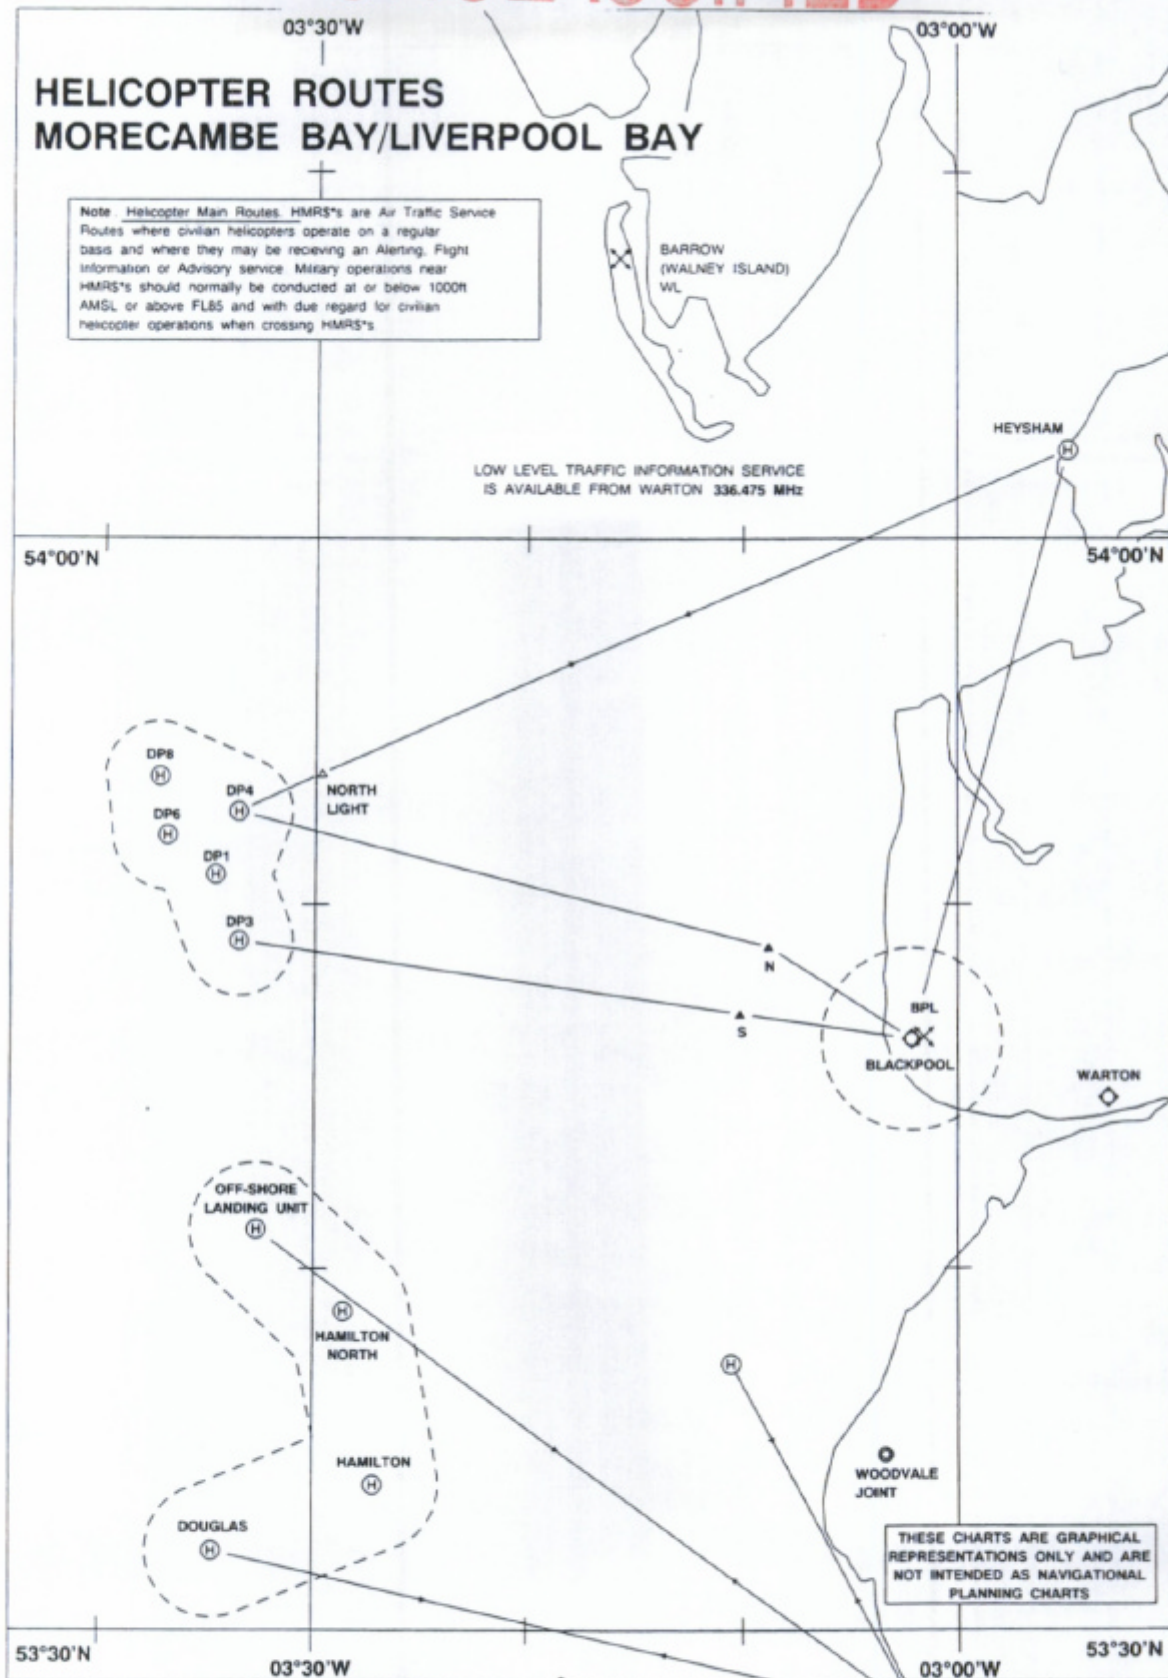 03°30'W
03°00'W
HELICOPTER ROUTES
MORECAMBE BAY/LIVERPOOL BAY
Note. Helicopter Main Routes. HMRS*s are Air Traffic Service
Routes where civilian helicopters operate on a regular
basis and where they may be recieving an Alerting, Flight
Information or Advisory service. Military operations near
HMRS*s should normally be conducted at or below 1000ft
AMSL or above FL85 and with due regard for civilian
helicopter operations when crossing HMRS*s
BARROW
(WALNEY ISLAND)
WL
HEYSHAM
H
LOW LEVEL TRAFFIC INFORMATION SERVICE
IS AVAILABLE FROM WARTON 336.475 MHz
54°00'N
54°00'N
DP8
H
DP4
H
NORTH
LIGHT
DP6
H
DP1
H
DP3
H
N
S
BPL
BLACKPOOL
WARTON
OFF-SHORE
LANDING UNIT
H
H
HAMILTON
NORTH
H
HAMILTON
H
WOODVALE
JOINT
DOUGLAS
H
THESE CHARTS ARE GRAPHICAL
REPRESENTATIONS ONLY AND ARE
NOT INTENDED AS NAVIGATIONAL
PLANNING CHARTS
53°30'N
53°30'N
03°30'W
03°00'W